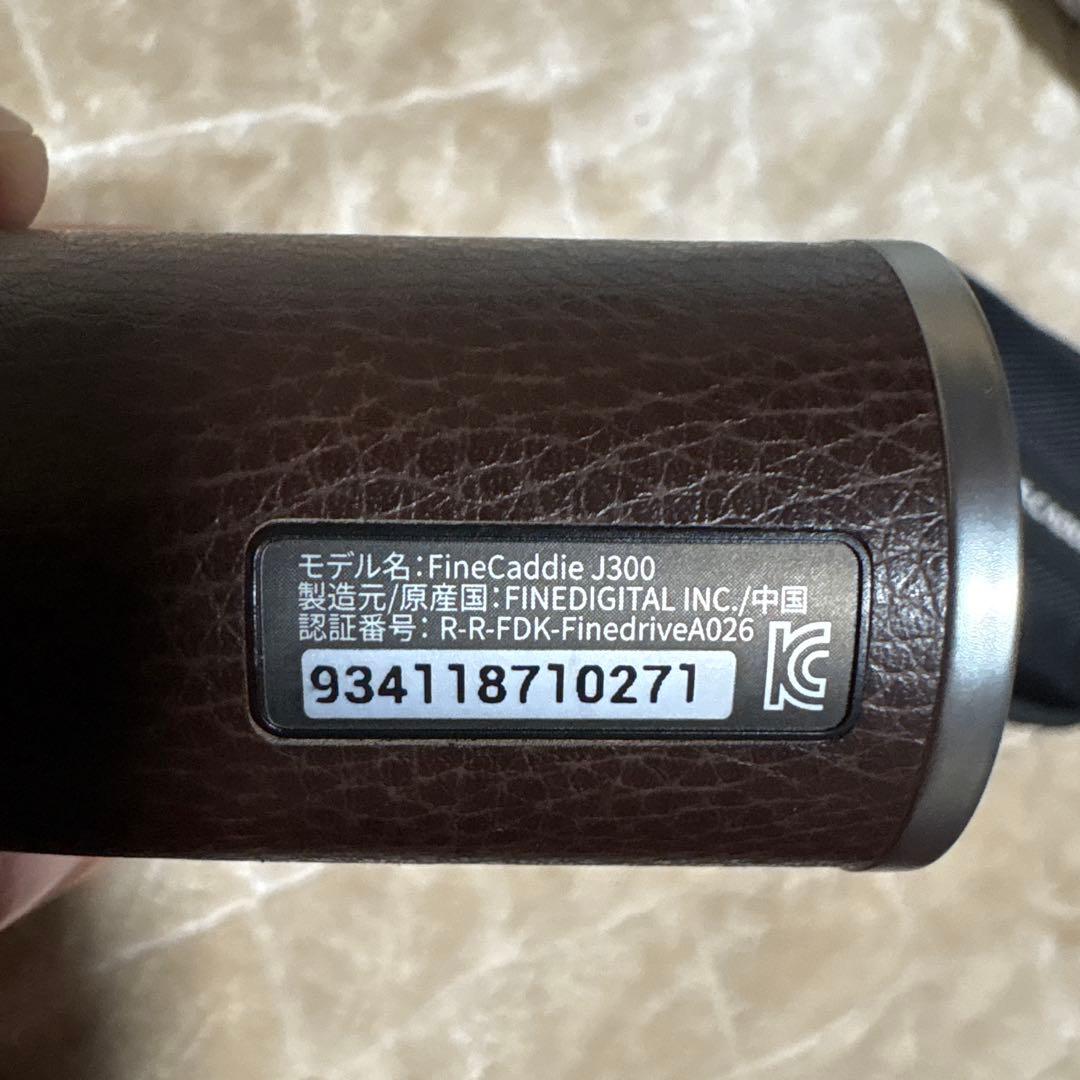 モデル名：FineCaddie J300
製造元/原産国：FINEDIGITAL INC./中国
認証番号： R-R-FDK-FinedriveA026
934118710271